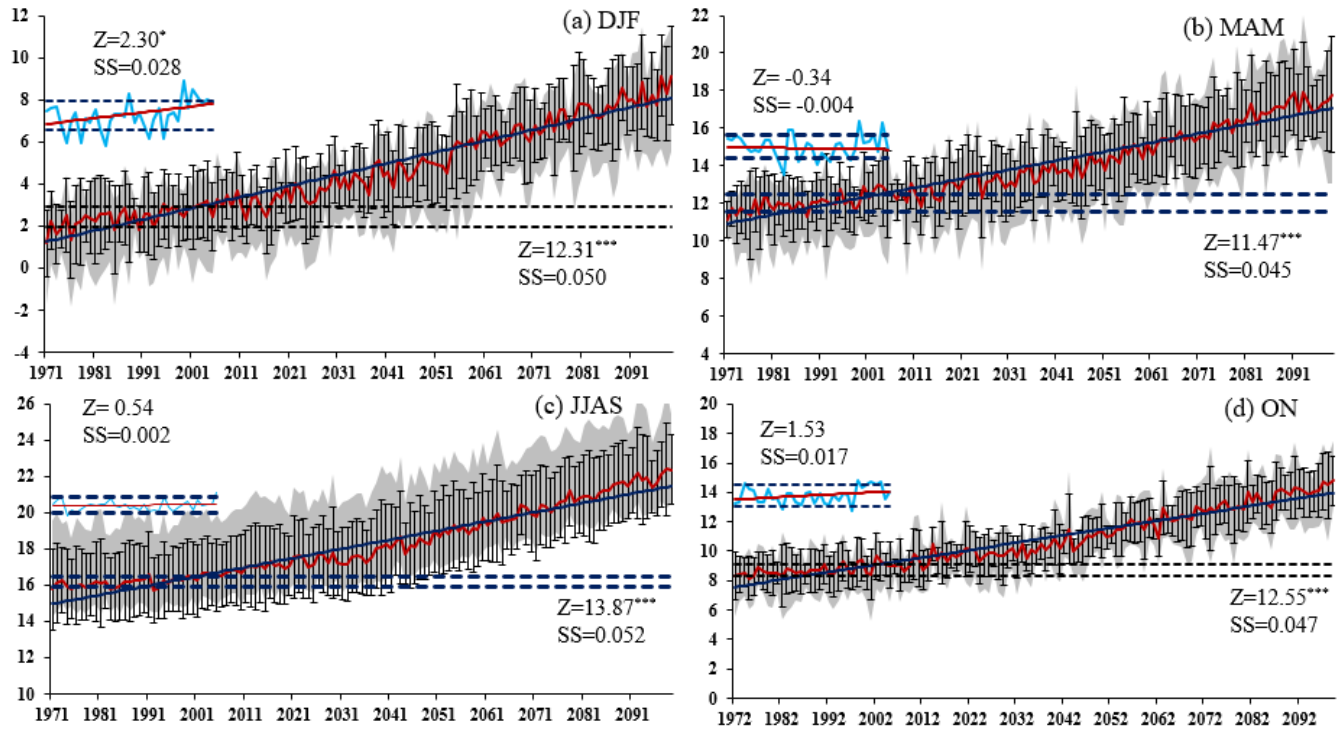 (a) DJF
12
10
8
6
4
2
0
-2
-4
Z=2.30*
SS=0.028
Z=12.31***
SS=0.050
1971 1981 1991 2001 2011 2021 2031 2041 2051 2061 2071 2081 2091
(b) MAM
22
20
18
16
14
12
10
8
6
4
Z= -0.34
SS= -0.004
Z=11.47***
SS=0.045
1971 1981 1991 2001 2011 2021 2031 2041 2051 2061 2071 2081 2091
(c) JJAS
26
24
22
20
18
16
14
12
10
Z= 0.54
SS=0.002
Z=13.87***
SS=0.052
1971 1981 1991 2001 2011 2021 2031 2041 2051 2061 2071 2081 2091
(d) ON
20
18
16
14
12
10
8
6
4
2
0
Z=1.53
SS=0.017
Z=12.55***
SS=0.047
1972 1982 1992 2002 2012 2022 2032 2042 2052 2062 2072 2082 2092